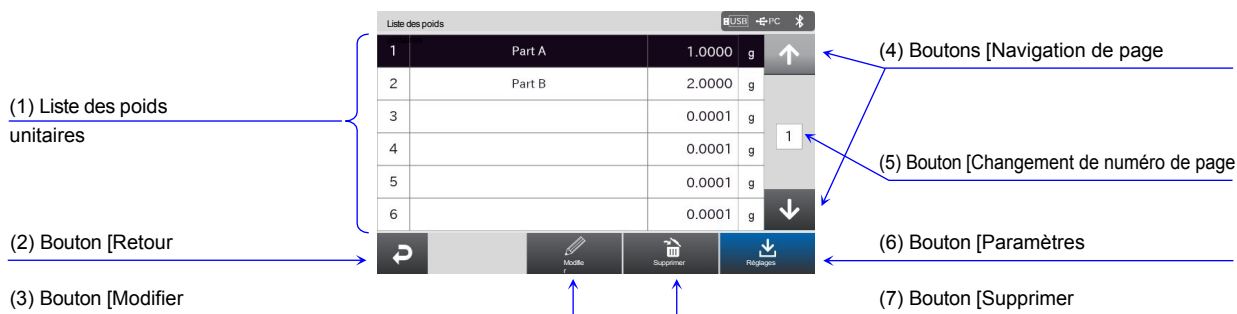 Liste des poids
USB PC
1 Part A 1.0000 g
2 Part B 2.0000 g
3 0.0001 g
4 0.0001 g
5 0.0001 g
6 0.0001 g
1
Modifie
r
Supprimer
Réglages
(1) Liste des poids
unitaires
(2) Bouton [Retour
(3) Bouton [Modifier
(4) Boutons [Navigation de page
(5) Bouton [Changement de numéro de page
(6) Bouton [Paramètres
(7) Bouton [Supprimer